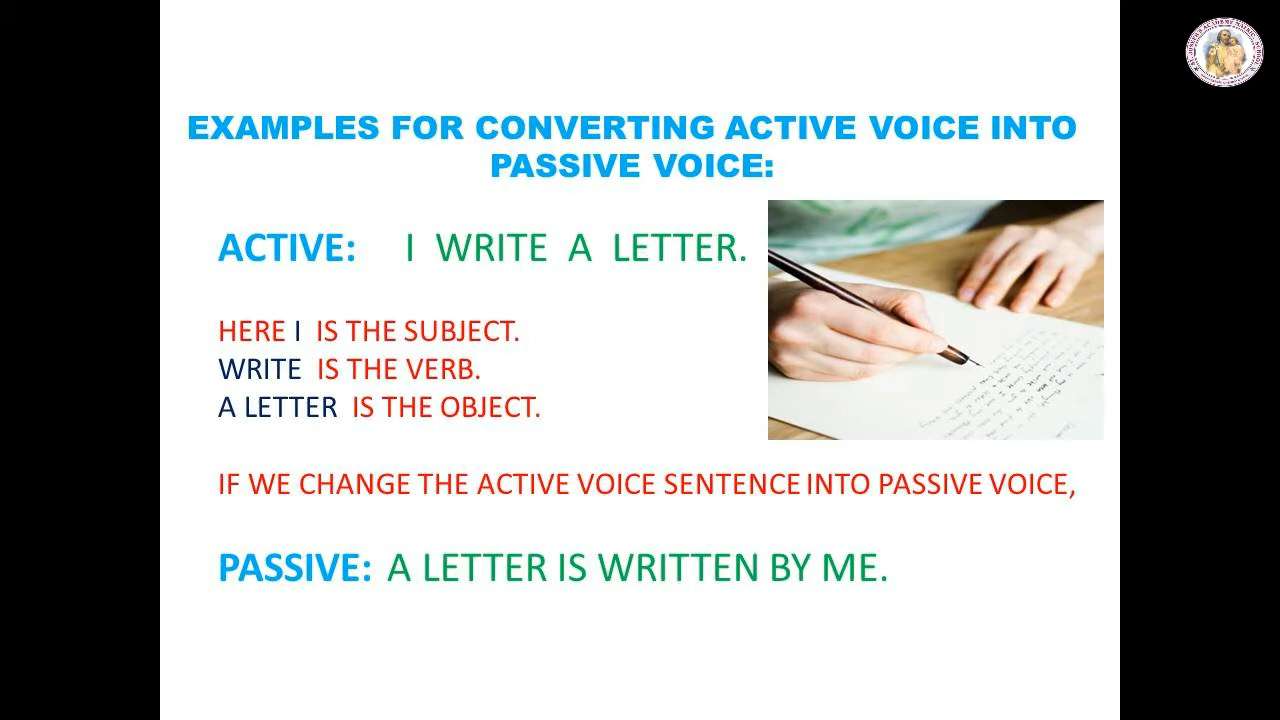 EXAMPLES FOR CONVERTING ACTIVE VOICE INTO
PASSIVE VOICE:
ACTIVE: I WRITE A LETTER.
HERE I IS THE SUBJECT.
WRITE IS THE VERB.
A LETTER IS THE OBJECT.
IF WE CHANGE THE ACTIVE VOICE SENTENCE INTO PASSIVE VOICE,
PASSIVE: A LETTER IS WRITTEN BY ME.